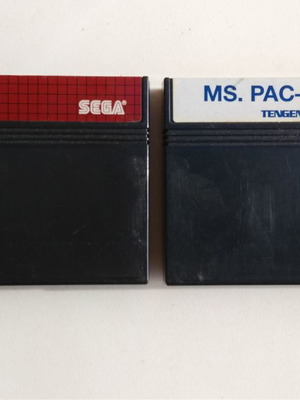 SEGA®
MS. PAC-
TENGEN